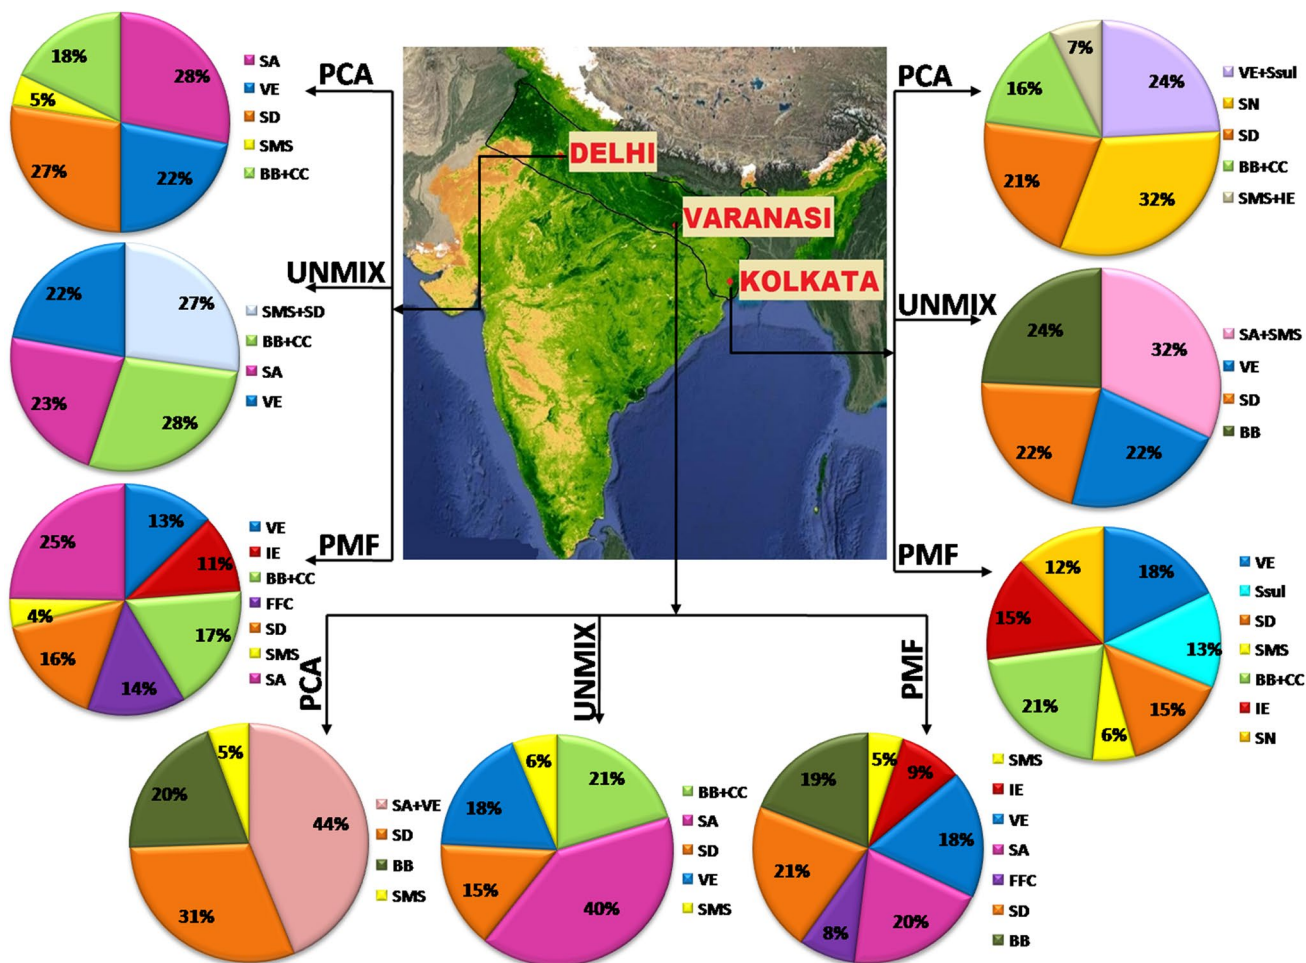 PCA
28%
22%
27%
5%
18%
SA
VE
SD
SMS
BB+CC
UNMIX
27%
28%
23%
22%
SMS+SD
BB+CC
SA
VE
PMF
13%
11%
17%
14%
16%
4%
25%
VE
IE
BB+CC
FFC
SD
SMS
SA
DELHI
VARANASI
KOLKATA
PCA
24%
32%
21%
16%
7%
VE+Ssul
SN
SD
BB+CC
SMS+IE
UNMIX
32%
22%
22%
24%
SA+SMS
VE
SD
BB
PMF
18%
13%
15%
6%
21%
15%
12%
VE
Ssul
SD
SMS
BB+CC
IE
SN
PCA
44%
31%
20%
5%
SA+VE
SD
BB
SMS
UNMIX
21%
40%
15%
18%
6%
BB+CC
SA
SD
VE
SMS
PMF
5%
9%
18%
20%
8%
21%
19%
SMS
IE
VE
SA
FFC
SD
BB